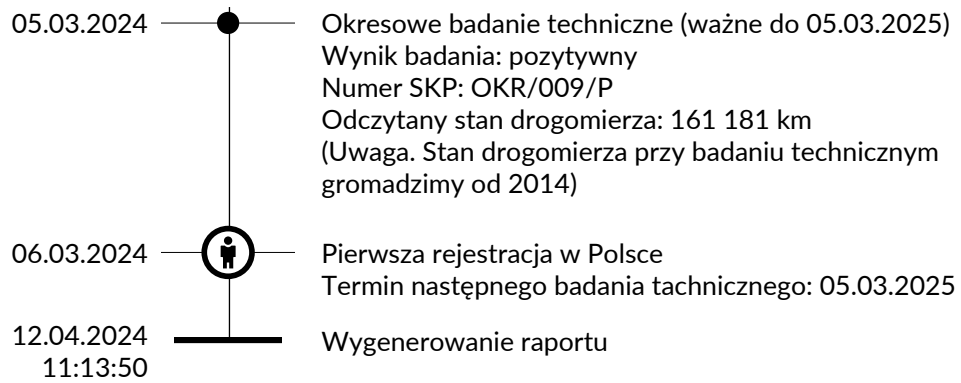 05.03.2024
Okresowe badanie techniczne (ważne do 05.03.2025)
Wynik badania: pozytywny
Numer SKP: OKR/009/P
Odczytany stan drogomierza: 161 181 km
(Uwaga. Stan drogomierza przy badaniu technicznym
gromadzimy od 2014)
06.03.2024
Pierwsza rejestracja w Polsce
Termin następnego badania tachnicznego: 05.03.2025
12.04.2024
11:13:50
Wygenerowanie raportu